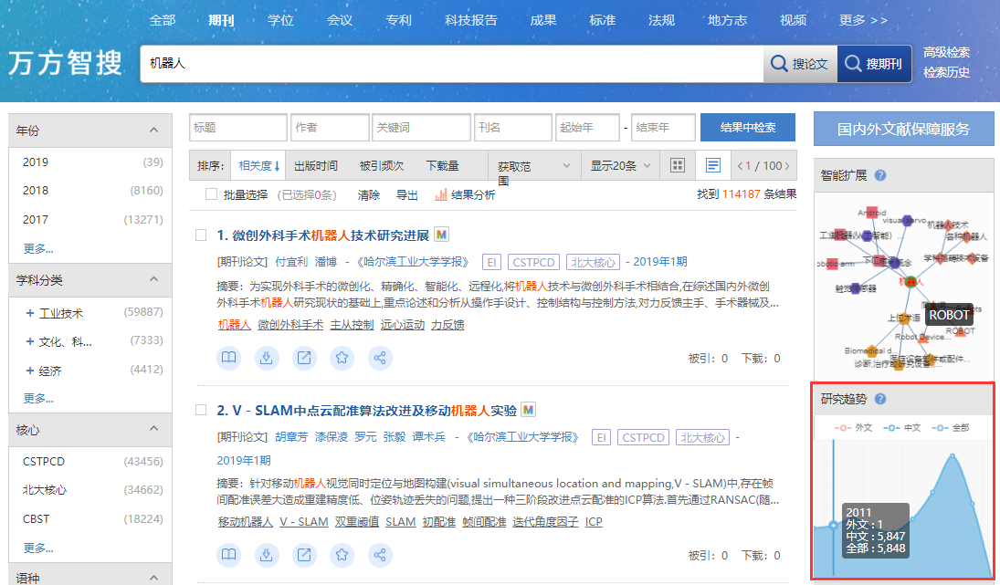 全部 期刊 学位 会议 专利 科技报告 成果 标准 法规 地方志 视频 更多 >>
万方智搜
机器人
搜论文
搜期刊
高级检索
检索历史
年份
2019 (39)
2018 (8160)
2017 (13271)
更多...
学科分类
+ 工业技术 (59887)
+ 文化、科... (7333)
+ 经济 (4412)
更多...
核心
CSTPCD (43456)
北大核心 (34662)
CBST (18224)
更多...
语种
标题 作者 关键词 刊名 起始年 - 结束年 结果中检索
排序: 相关度↓ 出版时间 被引频次 下载量 获取范围 显示20条 <1 / 100>
批量选择 (已选择0条) 清除 导出 结果分析 找到 114187 条结果
1. 微创外科手术机器人技术研究进展 M
[期刊论文] 付宜利 潘博 - 《哈尔滨工业大学学报》 EI CSTPCD 北大核心 - 2019年1期
摘要：为实现外科手术的微创化、精确化、智能化、远程化,将机器人技术与微创外科手术相结合,在综述国内外微创
外科手术机器人研究现状的基础上,重点论述和分析从操作手设计、控制结构与控制方法,对力反馈主手、手术器械及...
机器人 微创外科手术 主从控制 远心运动 力反馈
被引：0 下载：0
2. V - SLAM中点云配准算法改进及移动机器人实验 M
[期刊论文] 胡章芳 漆保凌 罗元 张毅 谭术兵 - 《哈尔滨工业大学学报》 EI CSTPCD 北大核心 -
2019年1期
摘要：针对移动机器人视觉同时定位与地图构建(visual simultaneous location and mapping,V - SLAM)中,存在帧
间配准误差大造成重建精度低、位姿轨迹丢失的问题,提出一种三阶段改进点云配准的ICP算法.首先通过RANSAC(随...
移动机器人 V - SLAM 双重阈值 SLAM 初配准 帧间配准 迭代角度因子 ICP
被引：0 下载：0
国内外文献保障服务
智能扩展 ?
Android
visual servo
机器人技术
各种机器人
robotic arm
学科基础技术设备
触觉传感器
机器人
上位术语
ROBOT
Robot Device...
ROBOT
Biomedical d...
研究趋势 ?
外文 中文 全部
2011
外文 : 1
中文 : 5,847
全部 : 5,848